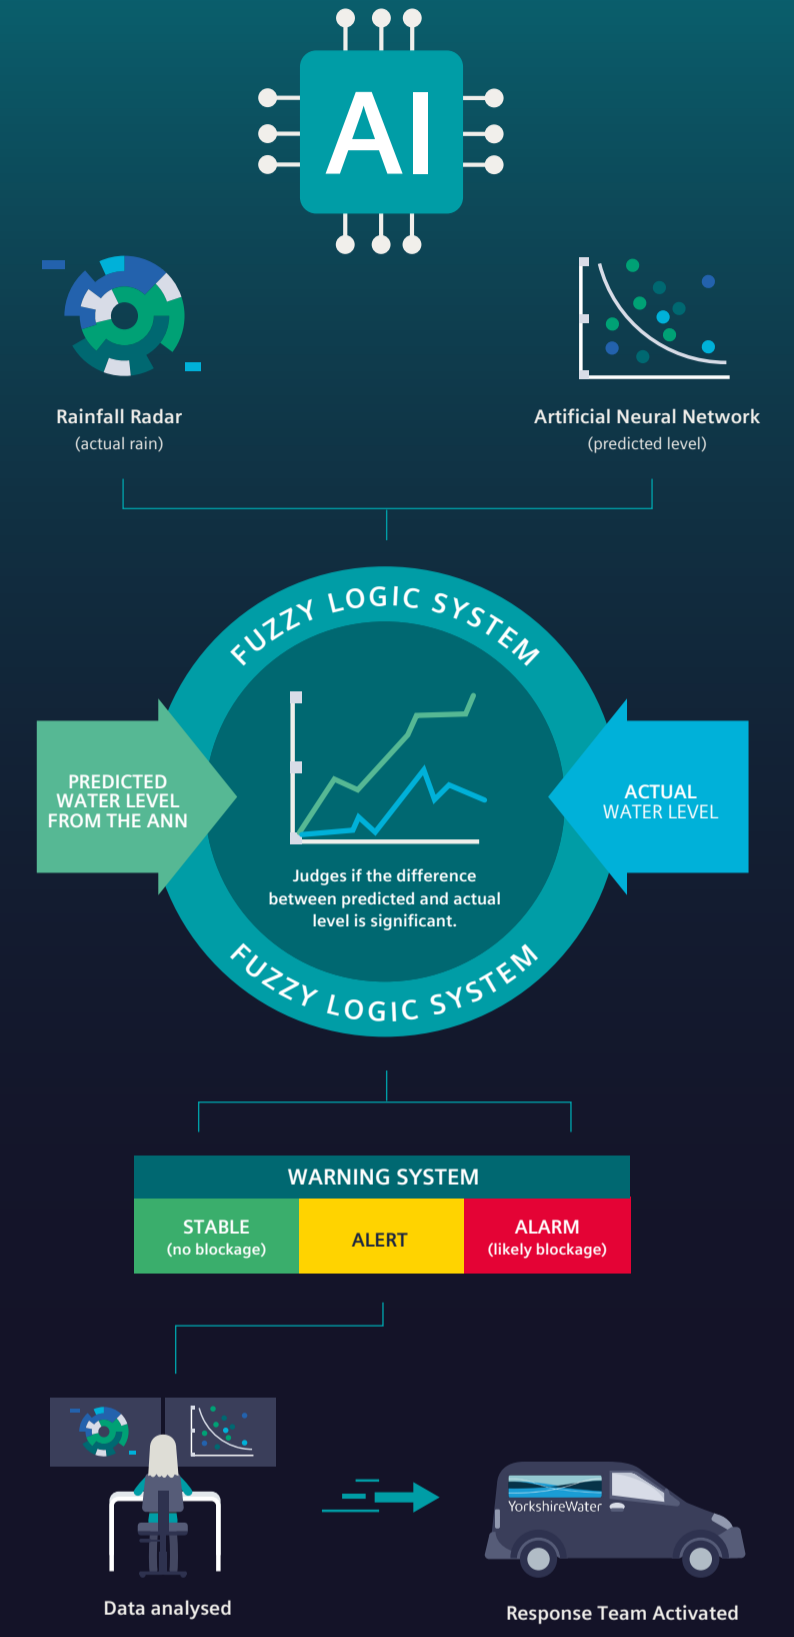 AI
Rainfall Radar
(actual rain)
Artificial Neural Network
(predicted level)
FUZZY LOGIC SYSTEM
PREDICTED
WATER LEVEL
FROM THE ANN
ACTUAL
WATER LEVEL
Judges if the difference
between predicted and actual
level is significant.
FUZZY LOGIC SYSTEM
WARNING SYSTEM
STABLE
(no blockage)
ALERT
ALARM
(likely blockage)
YorkshireWater
Data analysed
Response Team Activated